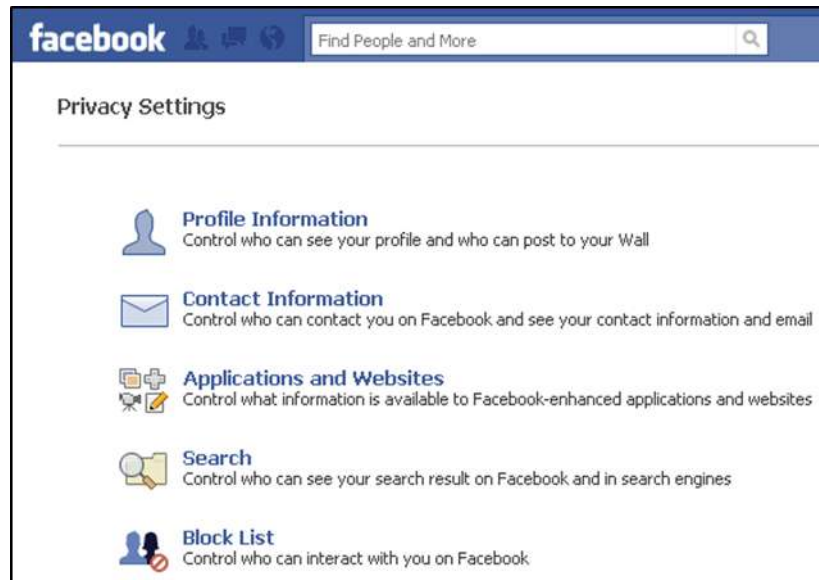 facebook
Find People and More
Privacy Settings
Profile Information
Control who can see your profile and who can post to your Wall
Contact Information
Control who can contact you on Facebook and see your contact information and email
Applications and Websites
Control what information is available to Facebook-enhanced applications and websites
Search
Control who can see your search result on Facebook and in search engines
Block List
Control who can interact with you on Facebook